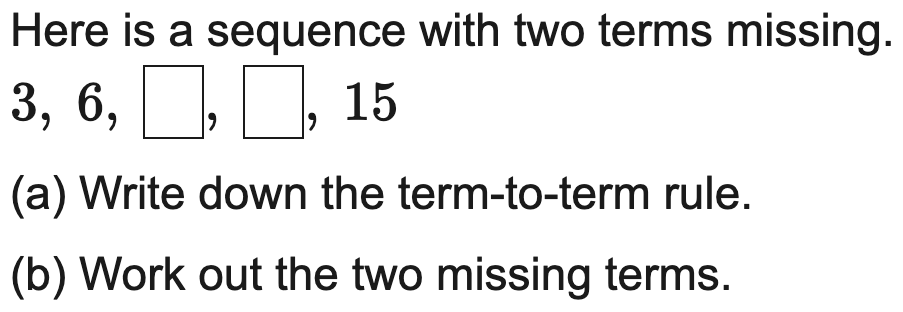 Here is a sequence with two terms missing.
3, 6, □, □, 15
(a) Write down the term-to-term rule.
(b) Work out the two missing terms.